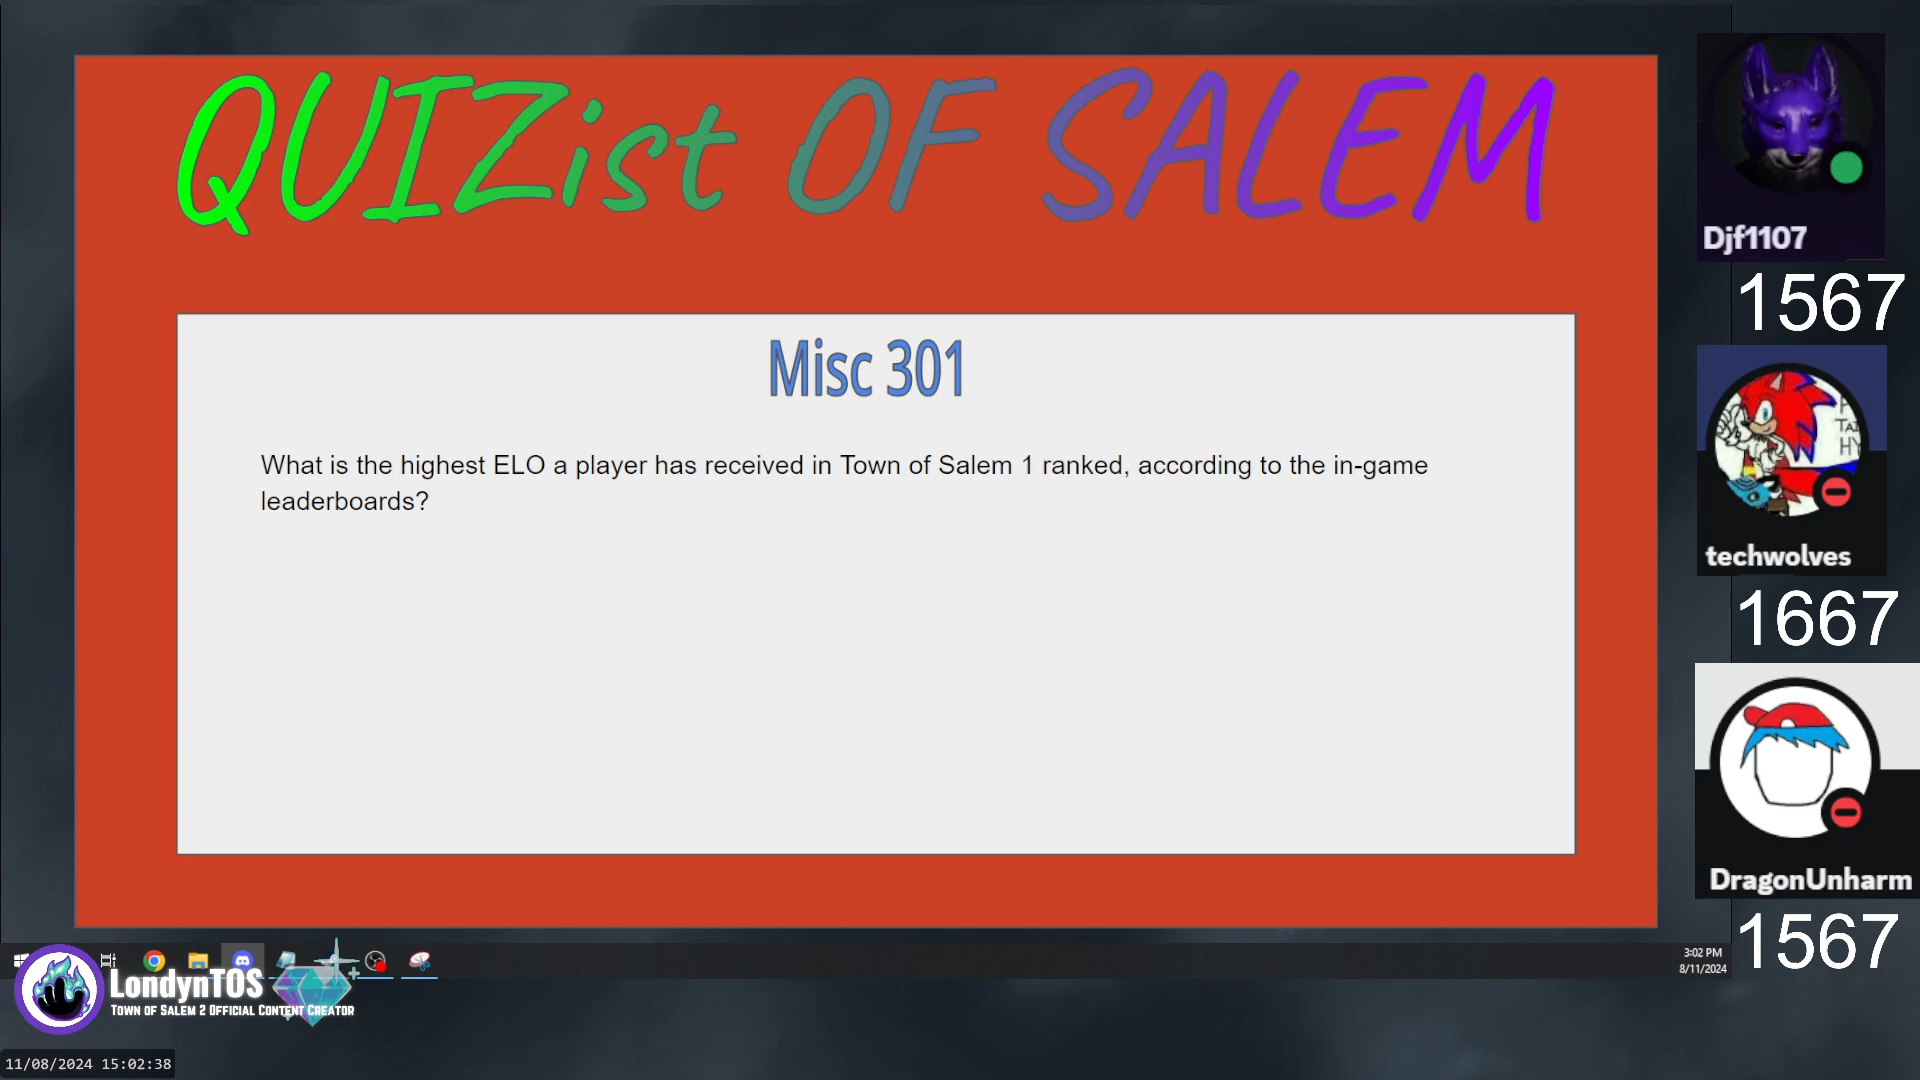 QUIZist OF SALEM
Misc 301
What is the highest ELO a player has received in Town of Salem 1 ranked, according to the in-game
leaderboards?
Djf1107
1567
techwolves
1667
DragonUnharm
1567
3:02 PM
8/11/2024
LondynTOS
Town of Salem 2 Official Content Creator
11/08/2024 15:02:38